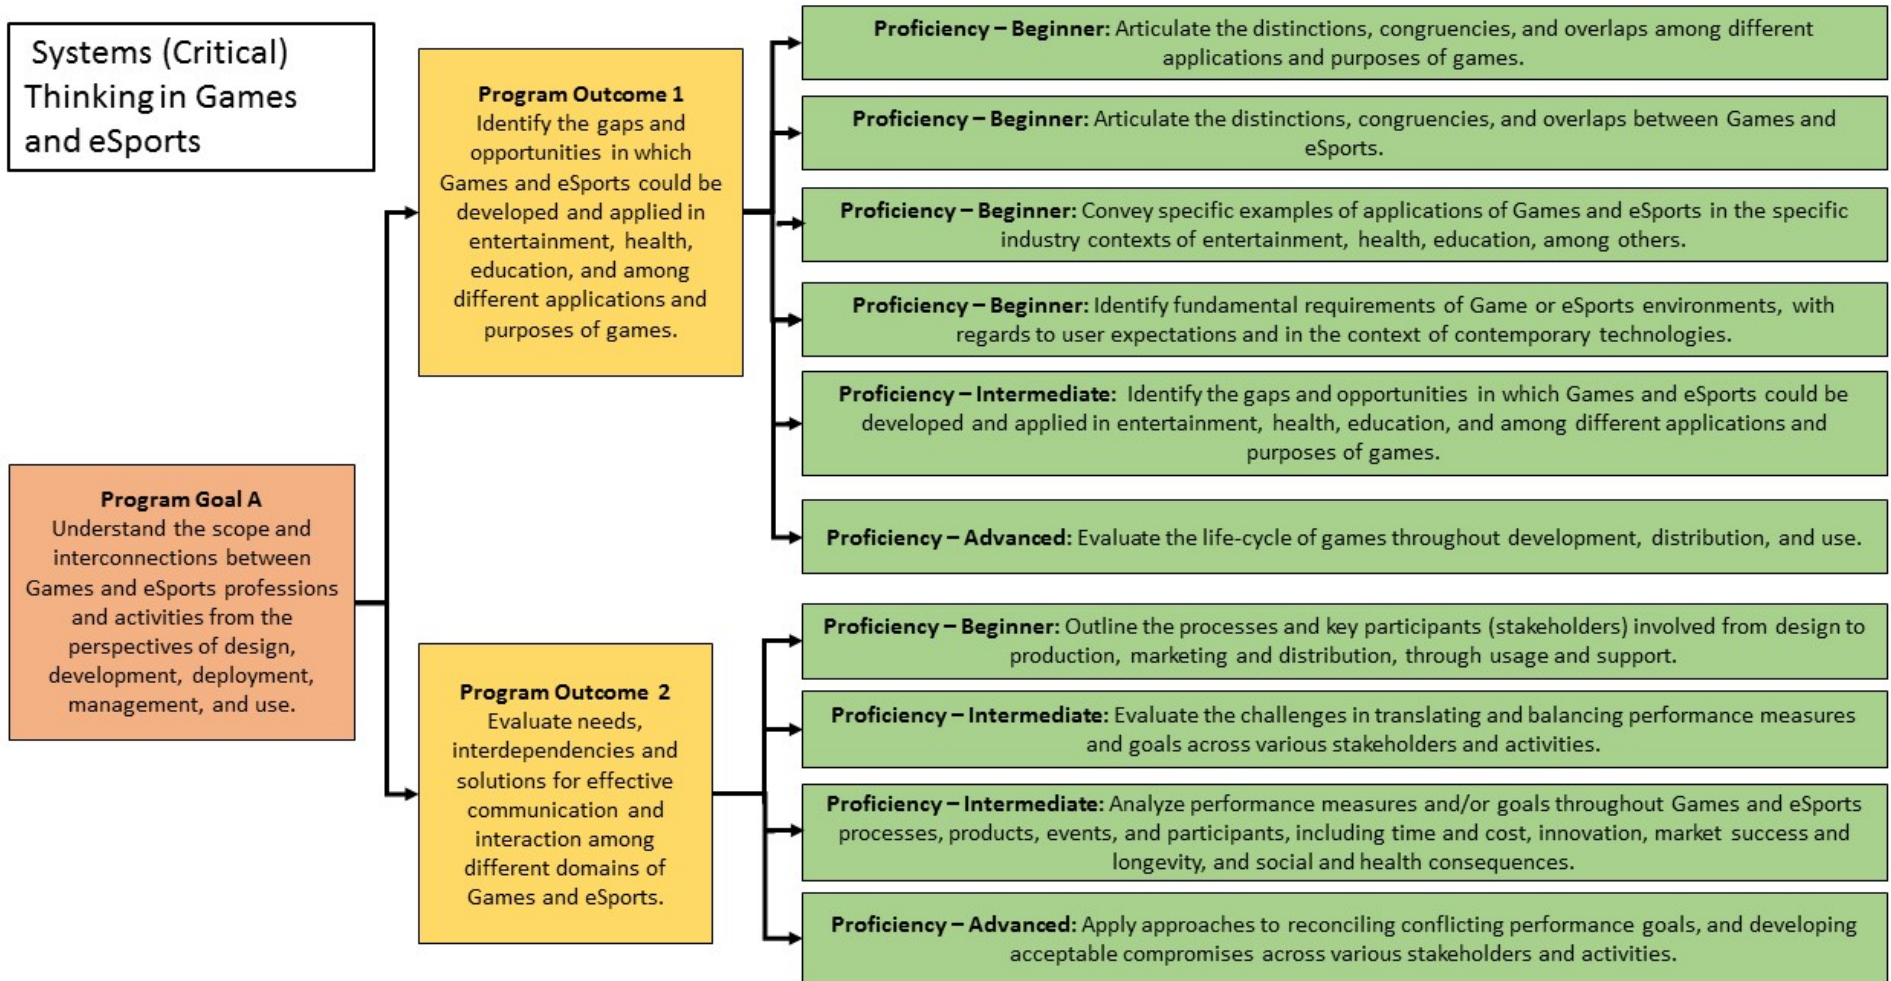 Systems (Critical)
Thinking in Games
and eSports
Program Goal A
Understand the scope and
interconnections between
Games and eSports professions
and activities from the
perspectives of design,
development, deployment,
management, and use.
Program Outcome 1
Identify the gaps and
opportunities in which
Games and eSports could be
developed and applied in
entertainment, health,
education, and among
different applications and
purposes of games.
Proficiency – Beginner: Articulate the distinctions, congruencies, and overlaps among different
applications and purposes of games.
Proficiency – Beginner: Articulate the distinctions, congruencies, and overlaps between Games and
eSports.
Proficiency – Beginner: Convey specific examples of applications of Games and eSports in the specific
industry contexts of entertainment, health, education, among others.
Proficiency – Beginner: Identify fundamental requirements of Game or eSports environments, with
regards to user expectations and in the context of contemporary technologies.
Proficiency – Intermediate: Identify the gaps and opportunities in which Games and eSports could be
developed and applied in entertainment, health, education, and among different applications and
purposes of games.
Proficiency – Advanced: Evaluate the life-cycle of games throughout development, distribution, and use.
Program Outcome 2
Evaluate needs,
interdependencies and
solutions for effective
communication and
interaction among
different domains of
Games and eSports.
Proficiency – Beginner: Outline the processes and key participants (stakeholders) involved from design to
production, marketing and distribution, through usage and support.
Proficiency – Intermediate: Evaluate the challenges in translating and balancing performance measures
and goals across various stakeholders and activities.
Proficiency – Intermediate: Analyze performance measures and/or goals throughout Games and eSports
processes, products, events, and participants, including time and cost, innovation, market success and
longevity, and social and health consequences.
Proficiency – Advanced: Apply approaches to reconciling conflicting performance goals, and developing
acceptable compromises across various stakeholders and activities.